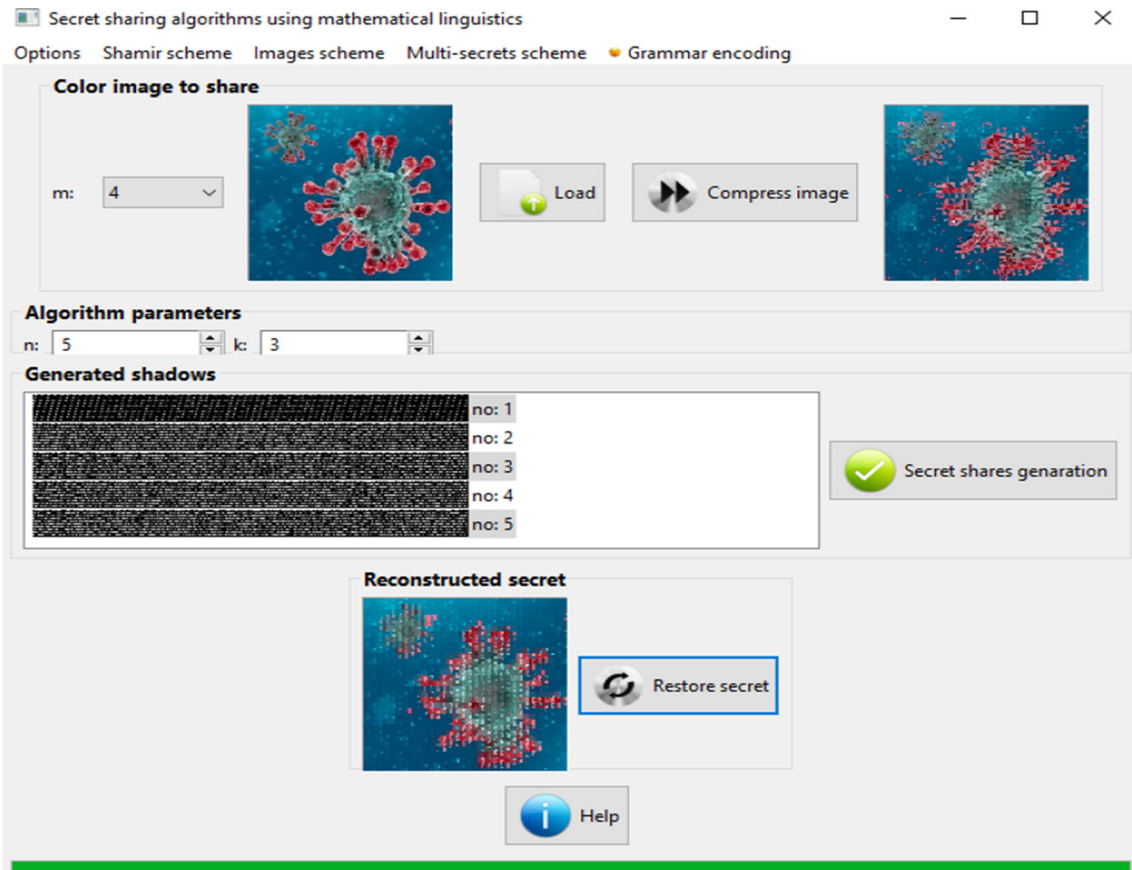 Secret sharing algorithms using mathematical linguistics
Options Shamir scheme Images scheme Multi-secrets scheme Grammar encoding
Color image to share
m: 4 Load Compress image
Algorithm parameters
n: 5 k: 3
Generated shadows
no: 1
no: 2
no: 3
no: 4
no: 5
Secret shares genaration
Reconstructed secret
Restore secret
Help